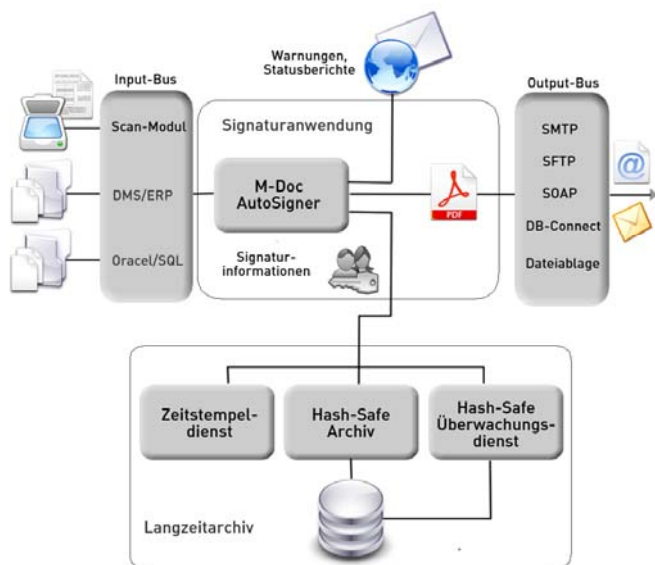 Warnungen,
Statusberichte
Input-Bus
Output-Bus
Scan-Modul
DMS/ERP
Oracel/SQL
Signaturanwendung
M-Doc
AutoSigner
PDF
Signatur-
informationen
SMTP
SFTP
SOAP
DB-Connect
Dateiablage
@
Zeitstempel-
dienst
Hash-Safe
Archiv
Hash-Safe
Überwachungs-
dienst
Langzeitarchiv